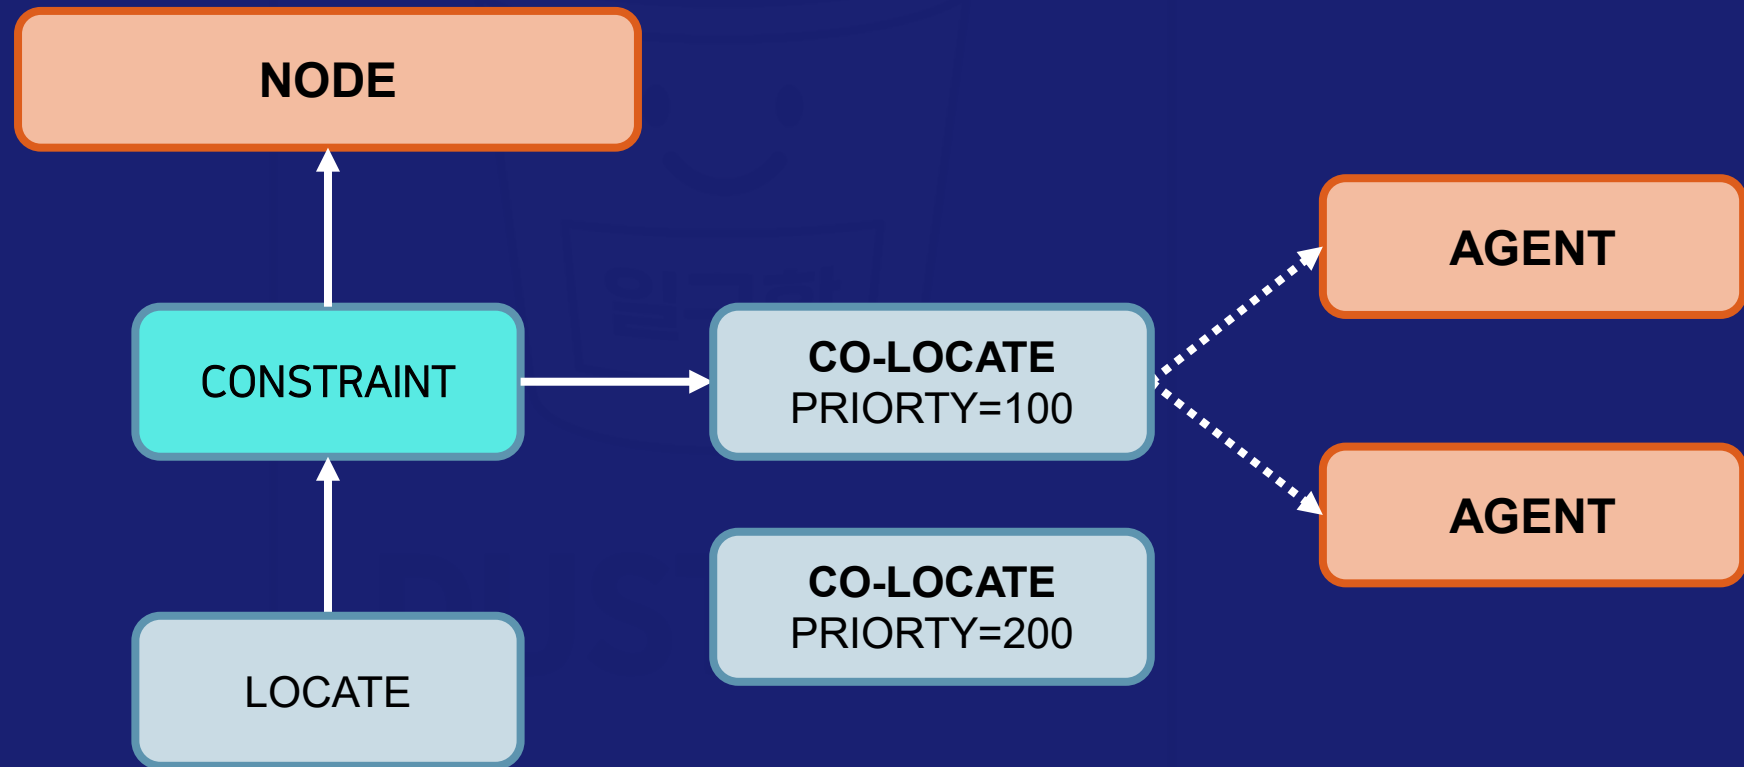 NODE
AGENT
CONSTRAINT
CO-LOCATE
PRIORTY=100
AGENT
CO-LOCATE
PRIORTY=200
LOCATE